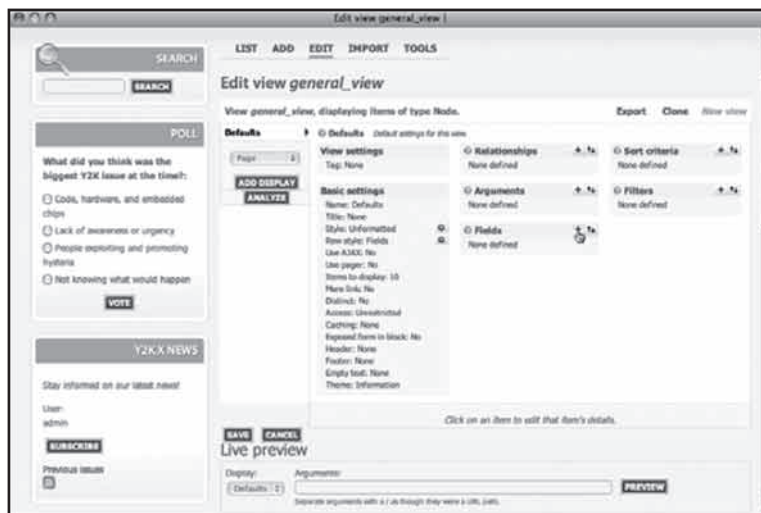 Edit view general_view |
SEARCH
SEARCH
POLL
What did you think was the
biggest Y2K issue at the time?:
Code, hardware, and embedded
chips
Lack of awareness or urgency
People exploiting and promoting
hysteria
Not knowing what would happen
VOTE
Y2KX NEWS
Stay informed on our latest news!
User:
admin
SUBSCRIBE
Previous issues
LIST ADD EDIT IMPORT TOOLS
Edit view general_view
View general_view, displaying items of type Node.
Export Clone New view
Defaults
Page
ADD DISPLAY
ANALYZE
Defaults Default settings for this view.
View settings
Tag: None
Basic settings
Name: Defaults
Title: None
Style: Unformatted
Row style: Fields
Use AJAX: No
Use pager: No
Items to display: 10
More link: No
Distinct: No
Access: Unrestricted
Caching: None
Exposed form in block: No
Header: None
Footer: None
Empty text: None
Theme: Information
Relationships
None defined
Arguments
None defined
Fields
None defined
Sort criteria
None defined
Filters
None defined
Click on an item to edit that item's details.
SAVE CANCEL
Live preview
Display: Arguments:
Defaults
PREVIEW
Separate arguments with a / as though they were a URL path.